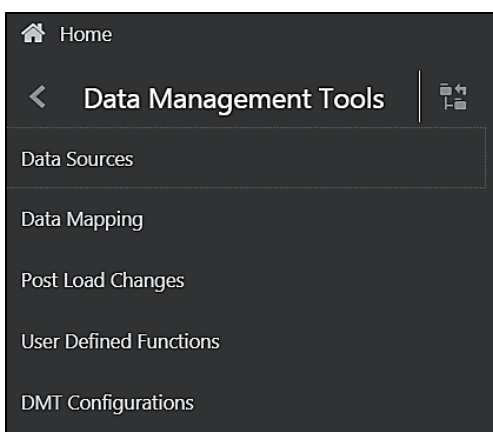 Home
Data Management Tools
Data Sources
Data Mapping
Post Load Changes
User Defined Functions
DMT Configurations